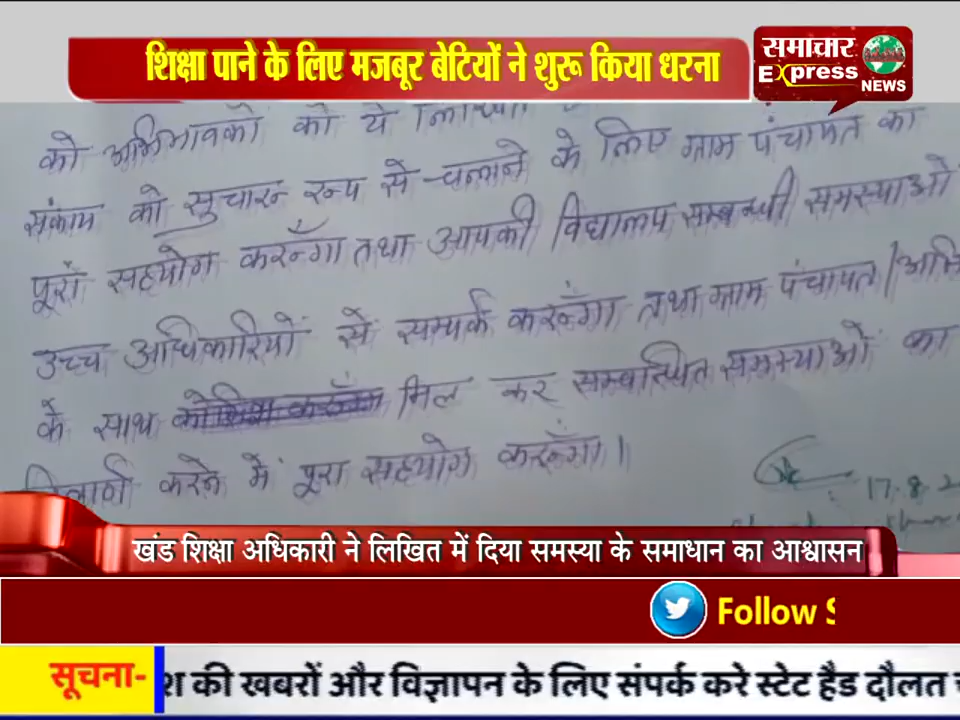 शिक्षा पाने के लिए मजबूर बेटियों ने शुरू किया धरना
समाचार
Express
NEWS
को अभिभावकों को ये
संकाय को सुचारू रूप से चलाने के लिए ग्राम पंचायत का
पूरा सहयोग करूँगा तथा आपकी विद्यालय सम्बन्धी समस्याओं
उच्च अधिकारियों से सम्पर्क करूँगा तथा ग्राम पंचायत /
के साथ मिल कर सम्बन्धित समस्याओं का
करने में पूरा सहयोग करूँगा।
17.8.2
खंड शिक्षा अधिकारी ने लिखित में दिया समस्या के समाधान का आश्वासन
Follow S
सूचना- श की खबरों और विज्ञापन के लिए संपर्क करे स्टेट हैड दौलत